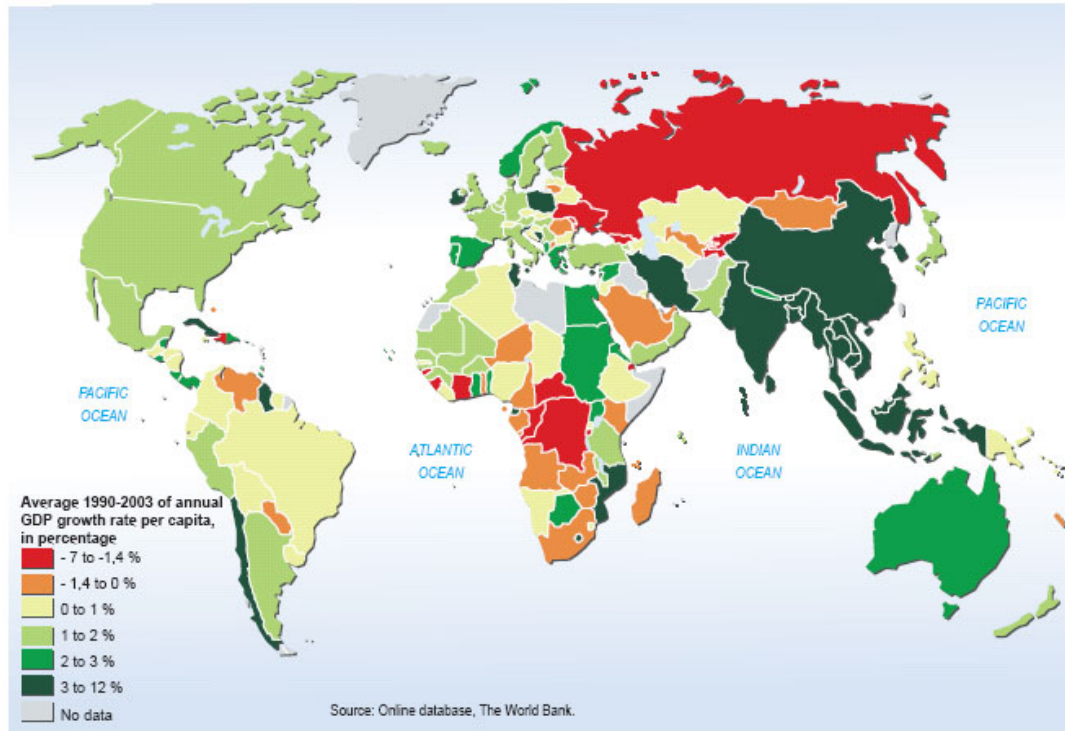 PACIFIC
OCEAN
PACIFIC
OCEAN
ATLANTIC
OCEAN
INDIAN
OCEAN
Average 1990-2003 of annual
GDP growth rate per capita,
in percentage
- 7 to -1,4 %
- 1,4 to 0 %
0 to 1 %
1 to 2 %
2 to 3 %
3 to 12 %
No data
Source: Online database, The World Bank.